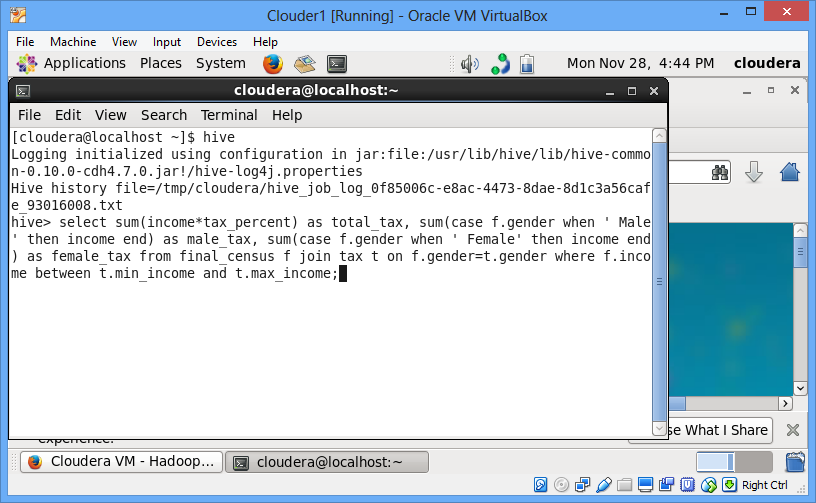 Clouder1 [Running] - Oracle VM VirtualBox
File Machine View Input Devices Help
Applications Places System Mon Nov 28, 4:44 PM cloudera
cloudera@localhost:~
File Edit View Search Terminal Help
[cloudera@localhost ~]$ hive
Logging initialized using configuration in jar:file:/usr/lib/hive/lib/hive-commo
n-0.10.0-cdh4.7.0.jar!/hive-log4j.properties
Hive history file=/tmp/cloudera/hive_job_log_0f85006c-e8ac-4473-8dae-8d1c3a56caf
e_93016008.txt
hive> select sum(income*tax_percent) as total_tax, sum(case f.gender when ' Male
' then income end) as male_tax, sum(case f.gender when ' Female' then income end
) as female_tax from final_census f join tax t on f.gender=t.gender where f.inco
me between t.min_income and t.max_income;
experience.
se What I Share
Cloudera VM - Hadoop... cloudera@localhost:~
Right Ctrl